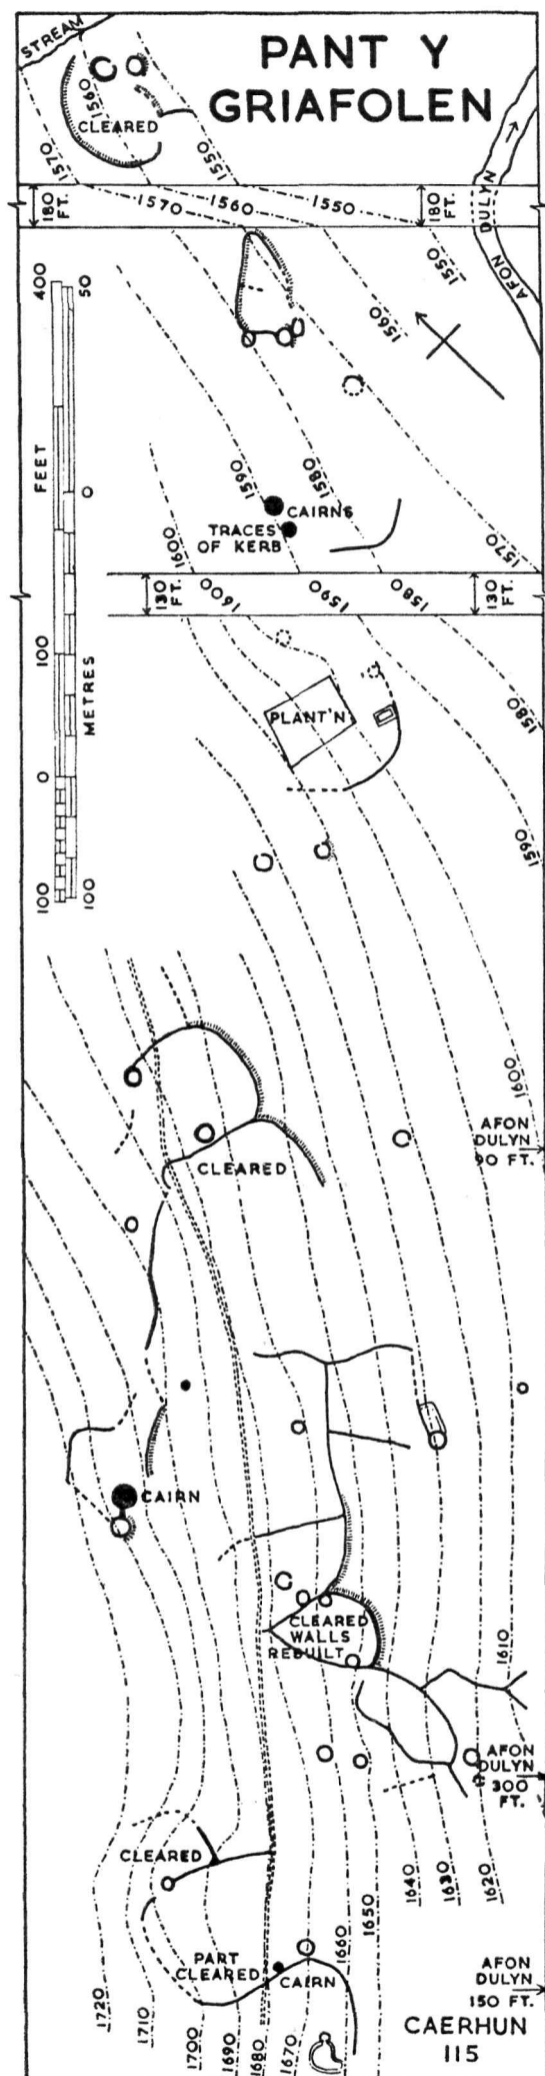 PANT Y
GRIAFOLEN
STREAM
1560
CLEARED
1570
1550
180 FT.
1570
1560
1550
180 FT.
AFON DULYN
1550
1560
400
50
FEET
0
100
METRES
0
100
100
1590
1580
CAIRNS
TRACES
OF KERB
1600
1570
130 FT.
1600
1590
1580
130 FT.
PLANT'N
1580
1590
1600
AFON
DULYN
90 FT.
CLEARED
CAIRN
CLEARED
WALLS
REBUILT
1610
AFON
DULYN
300
FT.
CLEARED
1640
1630
1620
1650
1660
PART
CLEARED
CAIRN
AFON
DULYN
150 FT.
1720
1710
1700
1690
1680
1670
CAERHUN
115